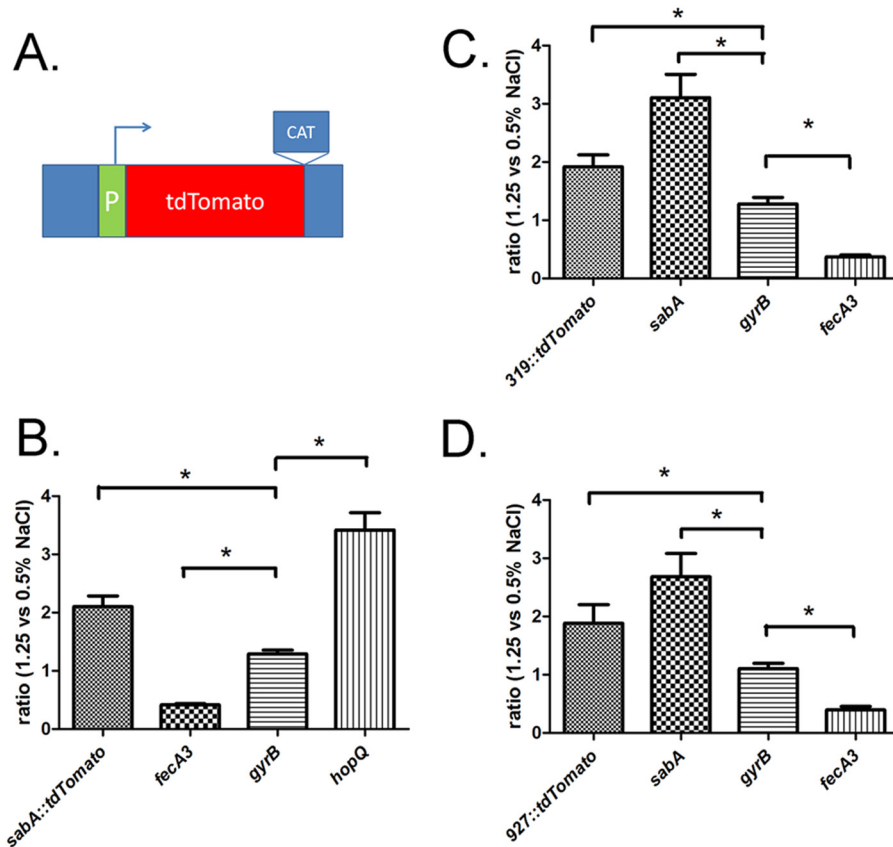 A.
CAT
P
tdTomato
B.
ratio (1.25 vs 0.5% NaCl)
4
3
2
1
0
*
*
*
sabA::tdTomato
fecA3
gyrB
hopQ
C.
ratio (1.25 vs 0.5% NaCl)
4
3
2
1
0
*
*
*
319::tdTomato
sabA
gyrB
fecA3
D.
ratio (1.25 vs 0.5% NaCl)
4
3
2
1
0
*
*
*
927::tdTomato
sabA
gyrB
fecA3